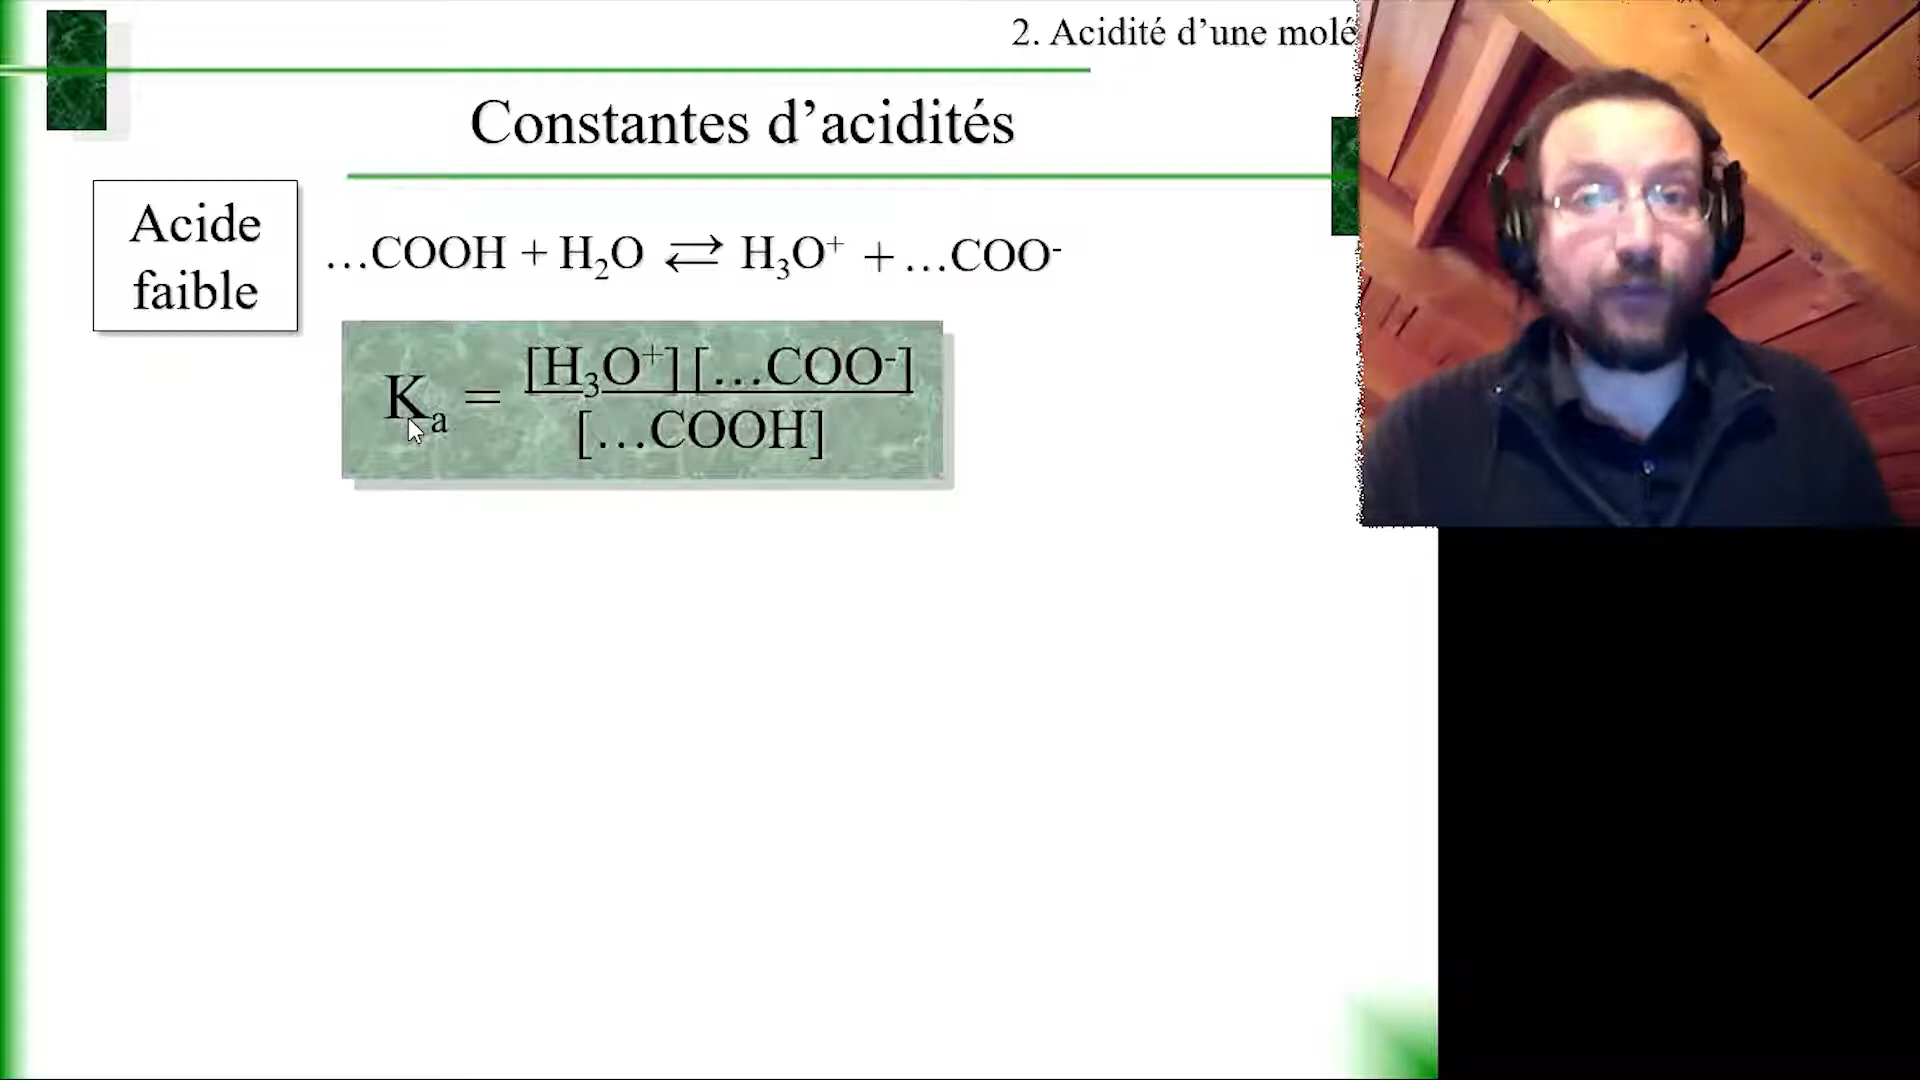 2. Acidité d’une molé
Constantes d’acidités
Acide
faible
…COOH + H₂O ⇄ H₃O⁺ + …COO⁻
Kₐ = [H₃O⁺][…COO⁻]
[…COOH]